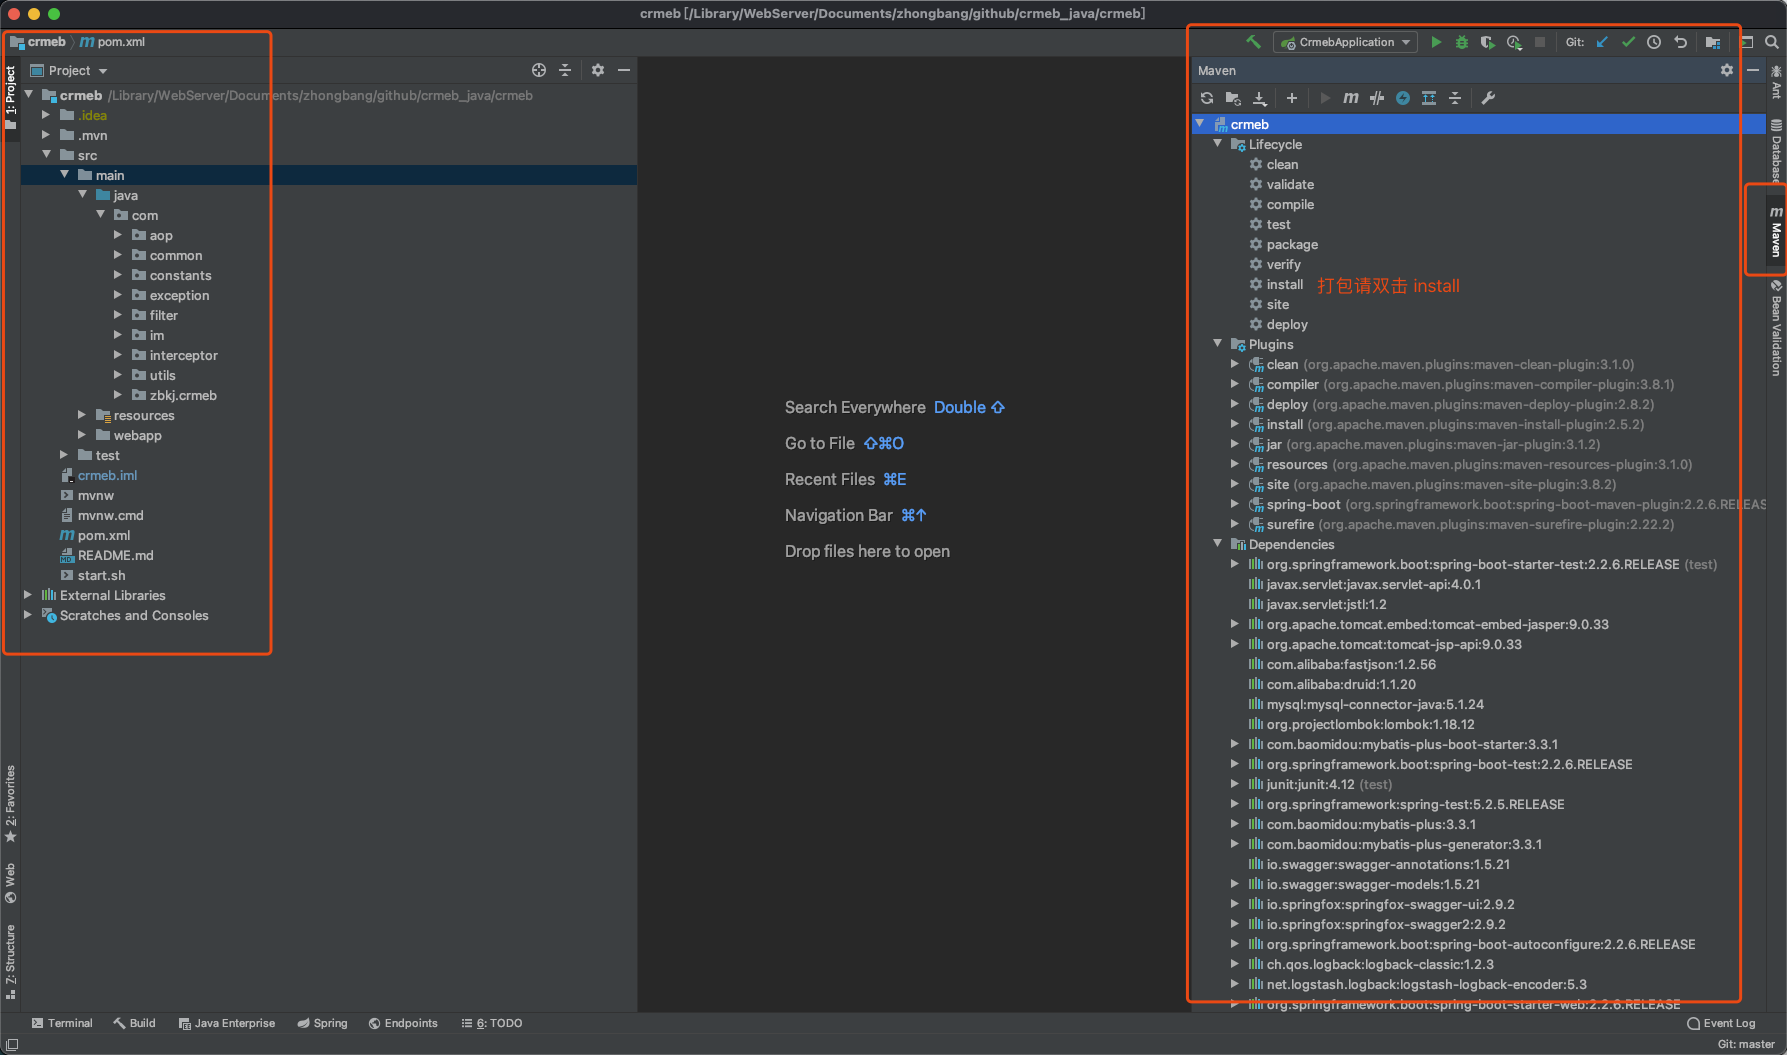 crmeb [/Library/WebServer/Documents/zhongbang/github/crmeb_java/crmeb]
crmeb
pom.xml
CrmebApplication
Git:
1: Project
2: Favorites
Web
Z: Structure
Project
crmeb /Library/WebServer/Documents/zhongbang/github/crmeb_java/crmeb
.idea
.mvn
src
main
java
com
aop
common
constants
exception
filter
im
interceptor
utils
zbkj.crmeb
resources
webapp
test
crmeb.iml
mvnw
mvnw.cmd
pom.xml
README.md
start.sh
External Libraries
Scratches and Consoles
Search Everywhere Double ⇧
Go to File ⇧⌘O
Recent Files ⌘E
Navigation Bar ⌘↑
Drop files here to open
Maven
crmeb
Lifecycle
clean
validate
compile
test
package
verify
install 打包请双击 install
site
deploy
Plugins
clean (org.apache.maven.plugins:maven-clean-plugin:3.1.0)
compiler (org.apache.maven.plugins:maven-compiler-plugin:3.8.1)
deploy (org.apache.maven.plugins:maven-deploy-plugin:2.8.2)
install (org.apache.maven.plugins:maven-install-plugin:2.5.2)
jar (org.apache.maven.plugins:maven-jar-plugin:3.1.2)
resources (org.apache.maven.plugins:maven-resources-plugin:3.1.0)
site (org.apache.maven.plugins:maven-site-plugin:3.8.2)
spring-boot (org.springframework.boot:spring-boot-maven-plugin:2.2.6.RELEAS
surefire (org.apache.maven.plugins:maven-surefire-plugin:2.22.2)
Dependencies
org.springframework.boot:spring-boot-starter-test:2.2.6.RELEASE (test)
javax.servlet:javax.servlet-api:4.0.1
javax.servlet:jstl:1.2
org.apache.tomcat.embed:tomcat-embed-jasper:9.0.33
org.apache.tomcat:tomcat-jsp-api:9.0.33
com.alibaba:fastjson:1.2.56
com.alibaba:druid:1.1.20
mysql:mysql-connector-java:5.1.24
org.projectlombok:lombok:1.18.12
com.baomidou:mybatis-plus-boot-starter:3.3.1
org.springframework.boot:spring-boot-test:2.2.6.RELEASE
junit:junit:4.12 (test)
org.springframework:spring-test:5.2.5.RELEASE
com.baomidou:mybatis-plus:3.3.1
com.baomidou:mybatis-plus-generator:3.3.1
io.swagger:swagger-annotations:1.5.21
io.swagger:swagger-models:1.5.21
io.springfox:springfox-swagger-ui:2.9.2
io.springfox:springfox-swagger2:2.9.2
org.springframework.boot:spring-boot-autoconfigure:2.2.6.RELEASE
ch.qos.logback:logback-classic:1.2.3
net.logstash.logback:logstash-logback-encoder:5.3
org.springframework.boot:spring-boot-starter-web:2.2.6.RELEASE
Ant
Database
Maven
Bean Validation
Terminal
Build
Java Enterprise
Spring
Endpoints
6: TODO
Event Log
Git: master